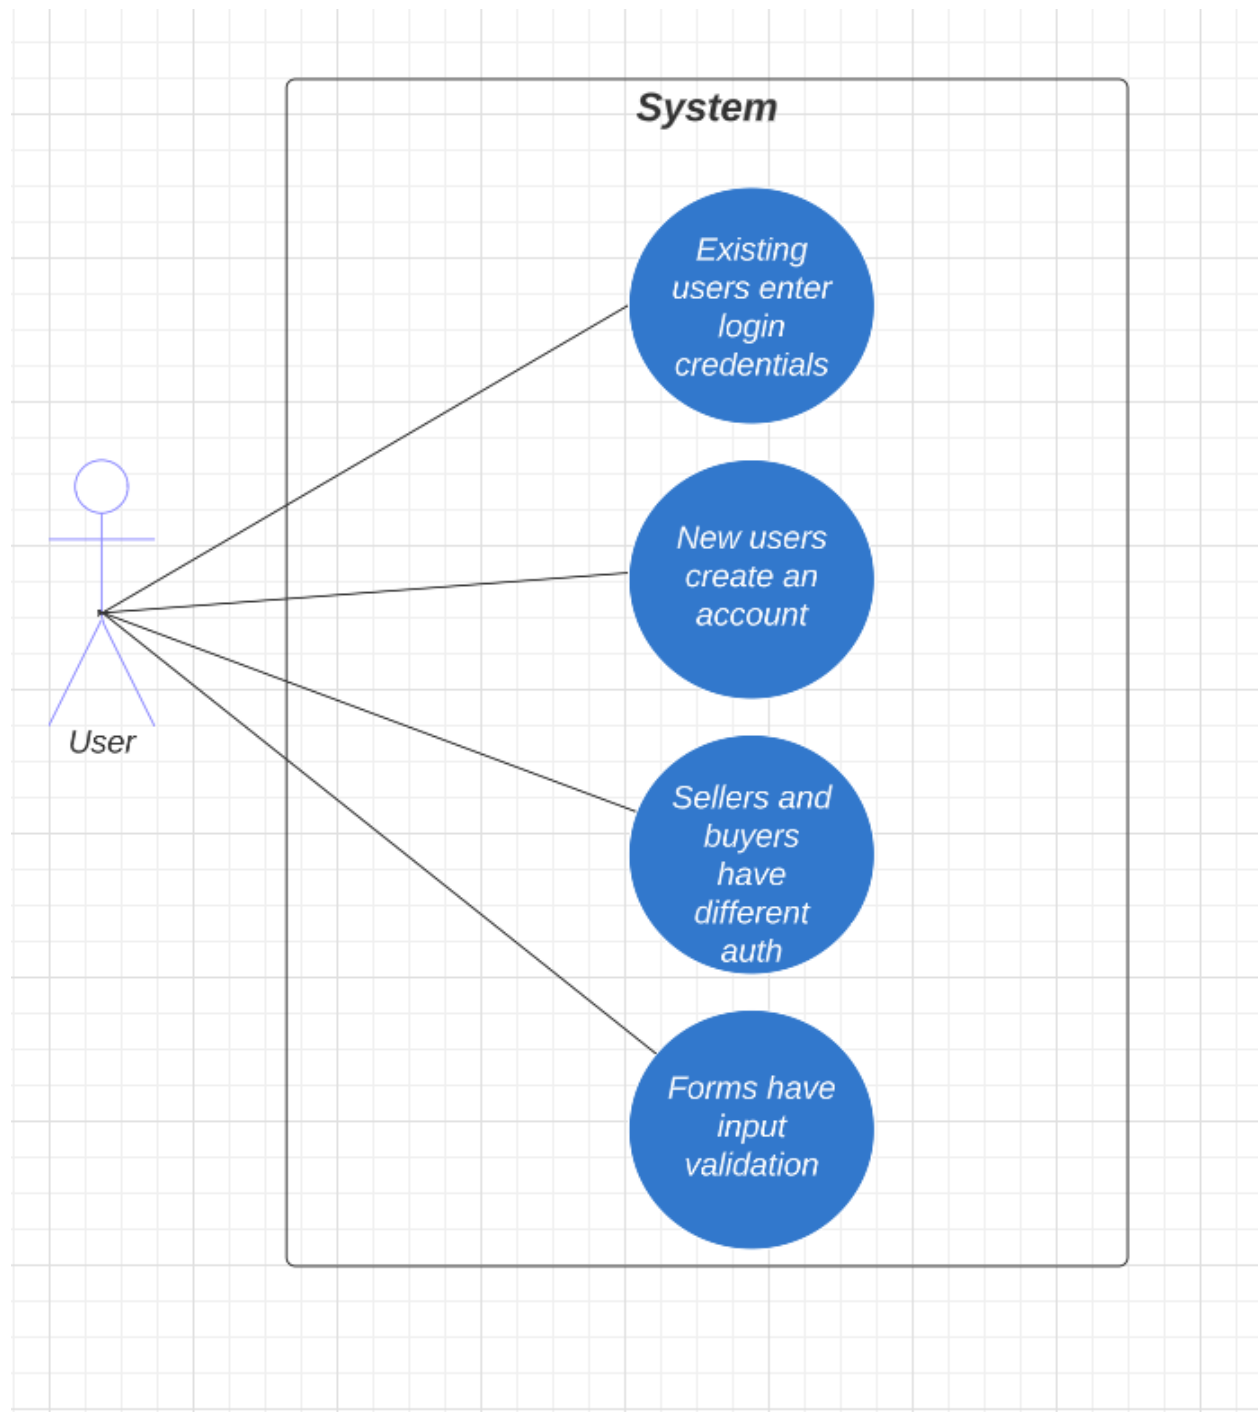 System
Existing
users enter
login
credentials
New users
create an
account
User
Sellers and
buyers
have
different
auth
Forms have
input
validation